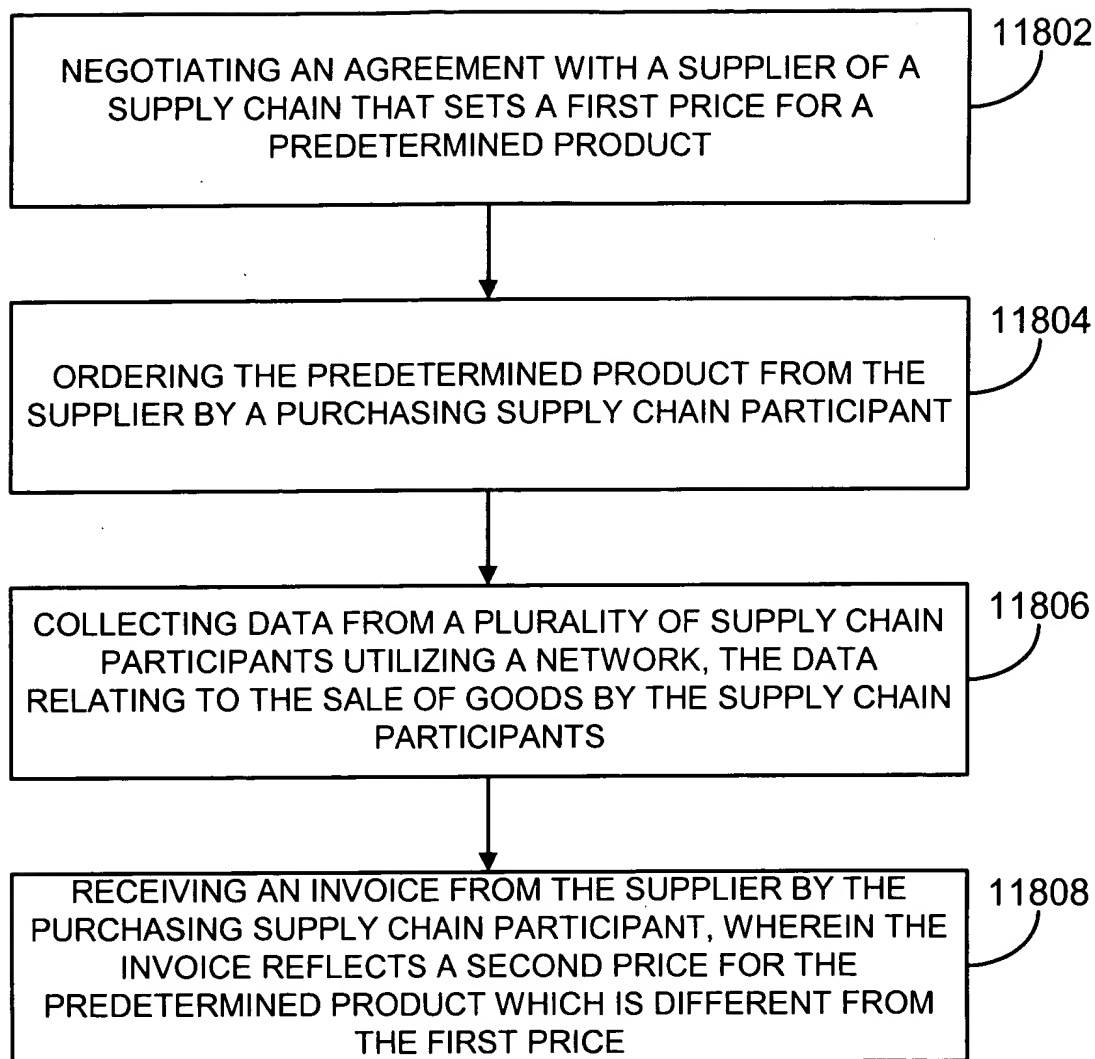 11802
NEGOTIATING AN AGREEMENT WITH A SUPPLIER OF A
SUPPLY CHAIN THAT SETS A FIRST PRICE FOR A
PREDETERMINED PRODUCT
11804
ORDERING THE PREDETERMINED PRODUCT FROM THE
SUPPLIER BY A PURCHASING SUPPLY CHAIN PARTICIPANT
11806
COLLECTING DATA FROM A PLURALITY OF SUPPLY CHAIN
PARTICIPANTS UTILIZING A NETWORK, THE DATA
RELATING TO THE SALE OF GOODS BY THE SUPPLY CHAIN
PARTICIPANTS
11808
RECEIVING AN INVOICE FROM THE SUPPLIER BY THE
PURCHASING SUPPLY CHAIN PARTICIPANT, WHEREIN THE
INVOICE REFLECTS A SECOND PRICE FOR THE
PREDETERMINED PRODUCT WHICH IS DIFFERENT FROM
THE FIRST PRICE